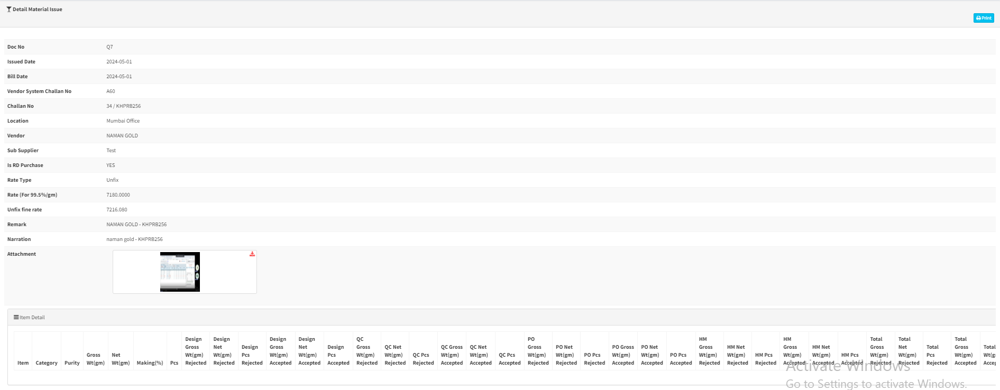 Detail Material Issue
Print
Doc No Q7
Issued Date 2024-05-01
Bill Date 2024-05-01
Vendor System Challan No A60
Challan No 34 / KHPRB256
Location Mumbai Office
Vendor NAMAN GOLD
Sub Supplier Test
Is RD Purchase YES
Rate Type Unfix
Rate (For 99.5%/gm) 7180.0000
Unfix fine rate 7216.080
Remark NAMAN GOLD - KHPRB256
Narration naman gold - KHPRB256
Attachment
Item Detail
Item
Category
Purity
Gross
Wt(gm)
Net
Wt(gm)
Making(%)
Pcs
Design
Gross
Wt(gm)
Rejected
Design
Net
Wt(gm)
Rejected
Design
Pcs
Rejected
Design
Gross
Wt(gm)
Accepted
Design
Net
Wt(gm)
Accepted
Design
Pcs
Accepted
QC
Gross
Wt(gm)
Rejected
QC Net
Wt(gm)
Rejected
QC Pcs
Rejected
QC Gross
Wt(gm)
Accepted
QC Net
Wt(gm)
Accepted
QC Pcs
Accepted
PO
Gross
Wt(gm)
Rejected
PO Net
Wt(gm)
Rejected
PO Pcs
Rejected
PO Gross
Wt(gm)
Accepted
PO Net
Wt(gm)
Accepted
PO Pcs
Accepted
HM
Gross
Wt(gm)
Rejected
HM Net
Wt(gm)
Rejected
HM Pcs
Rejected
HM
Gross
Wt(gm)
Accepted
HM Net
Wt(gm)
Accepted
HM Pcs
Accepted
Total
Gross
Wt(gm)
Rejected
Total
Net
Wt(gm)
Rejected
Total
Pcs
Rejected
Total
Gross
Wt(gm)
Accepted
Total
Activate Windows
Go to Settings to activate Windows.